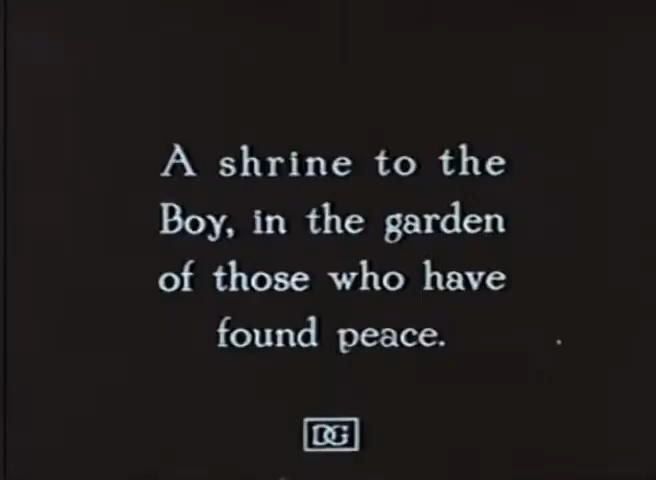 A shrine to the
Boy, in the garden
of those who have
found peace.
DG